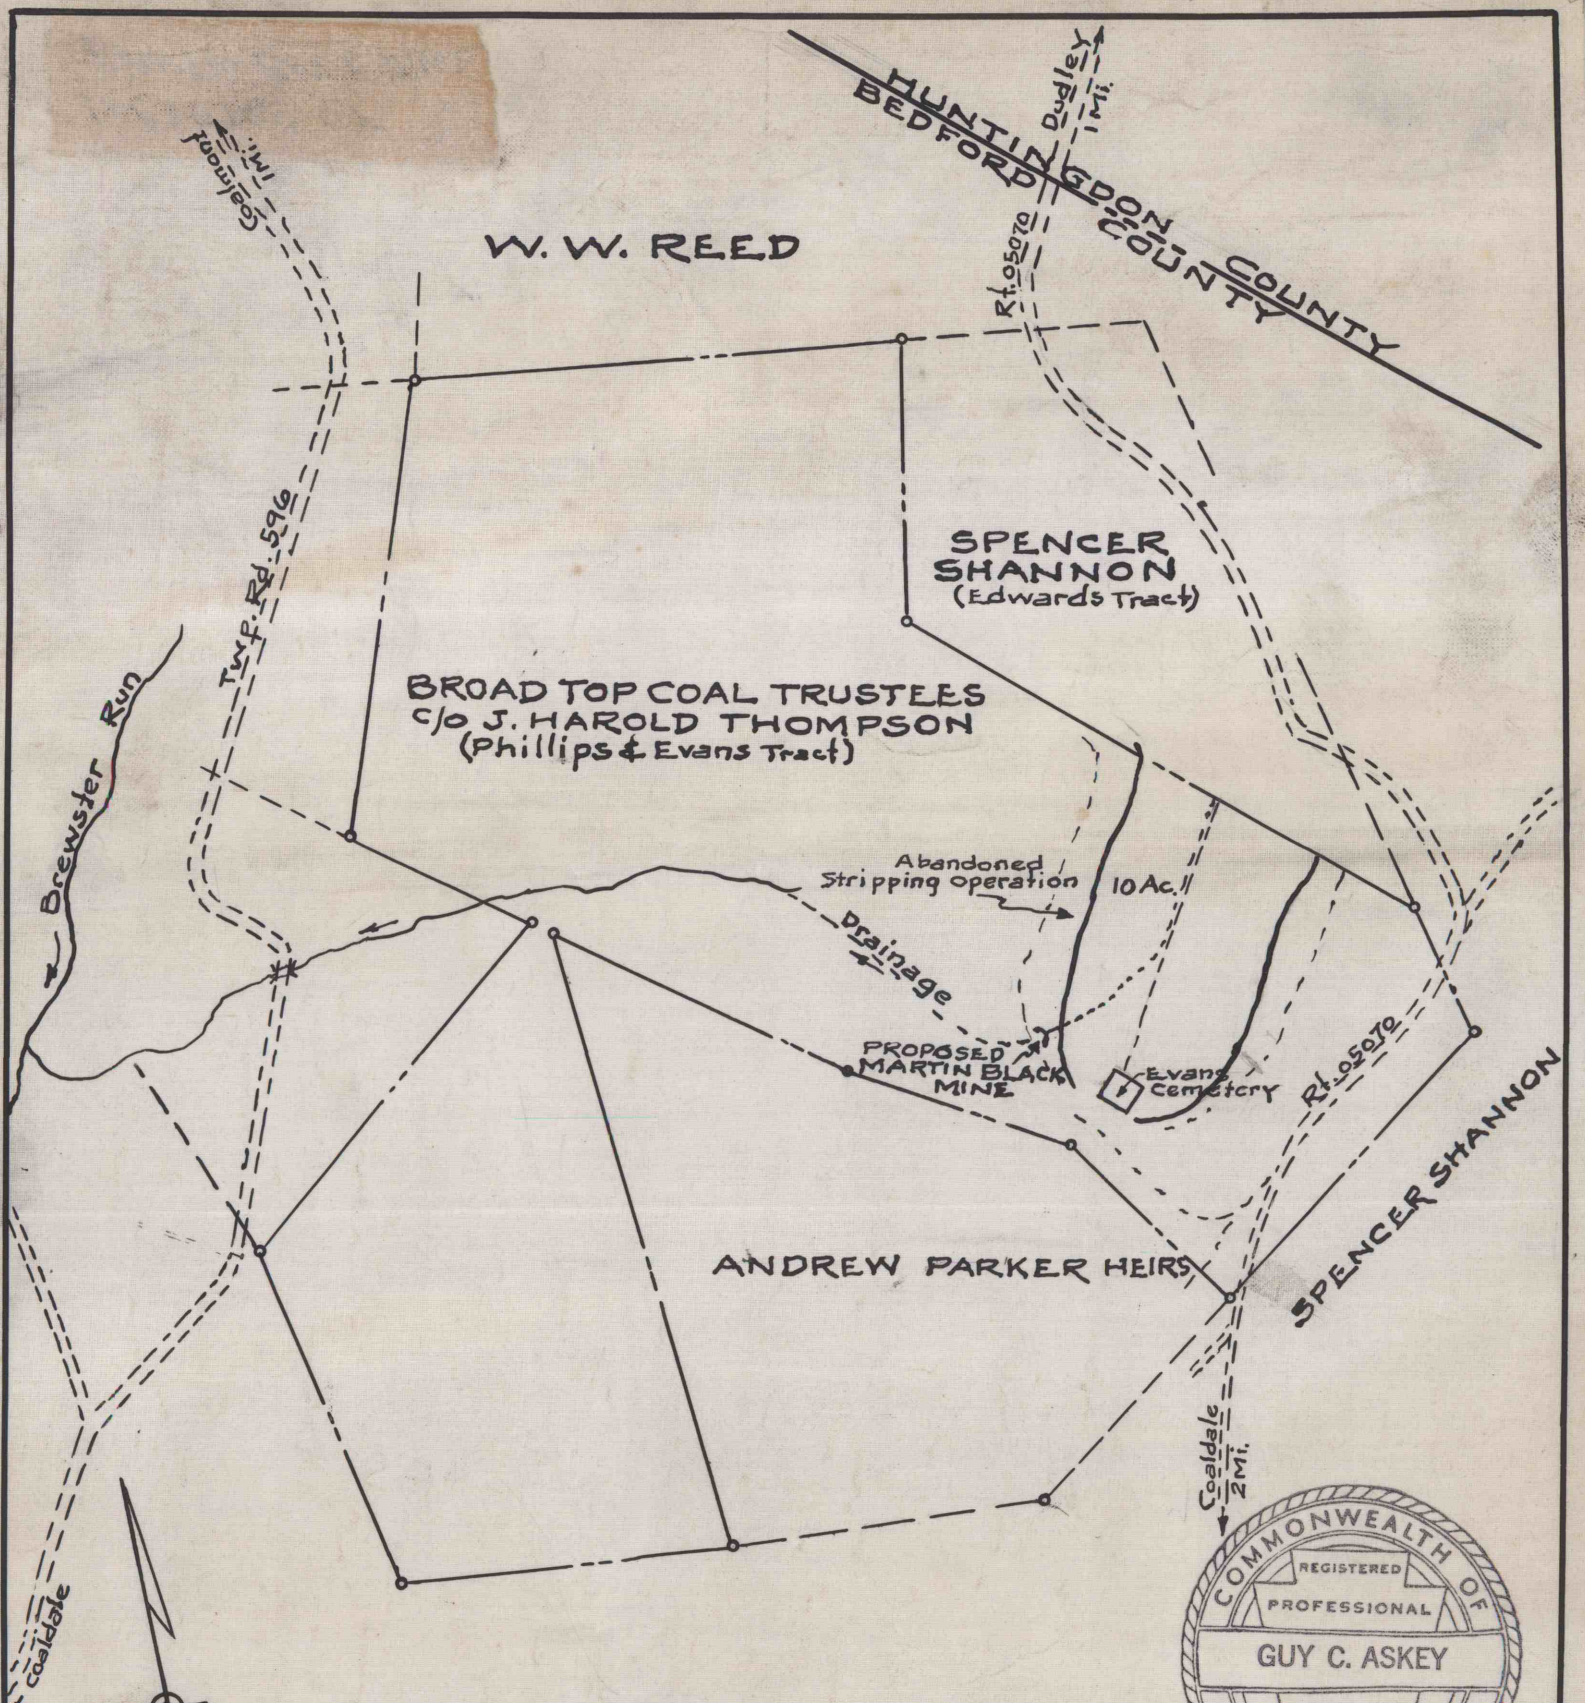 Dudley
1 Mi.
HUNTINGDON COUNTY
BEDFORD COUNTY
Coalmont
1 Mi.
W. W. REED
Rt. 05070
Twp. Rd. 596
SPENCER
SHANNON
(Edwards Tract)
BROAD TOP COAL TRUSTEES
c/o J. HAROLD THOMPSON
(Phillips & Evans Tract)
Brewster Run
Abandoned
Stripping Operation
10 Ac.
Drainage
PROPOSED
MARTIN BLACK
MINE
Evans
Cemetery
Rt. 05070
SPENCER SHANNON
ANDREW PARKER HEIRS
Coaldale
2 Mi.
Coaldale
COMMONWEALTH OF
REGISTERED
PROFESSIONAL
GUY C. ASKEY